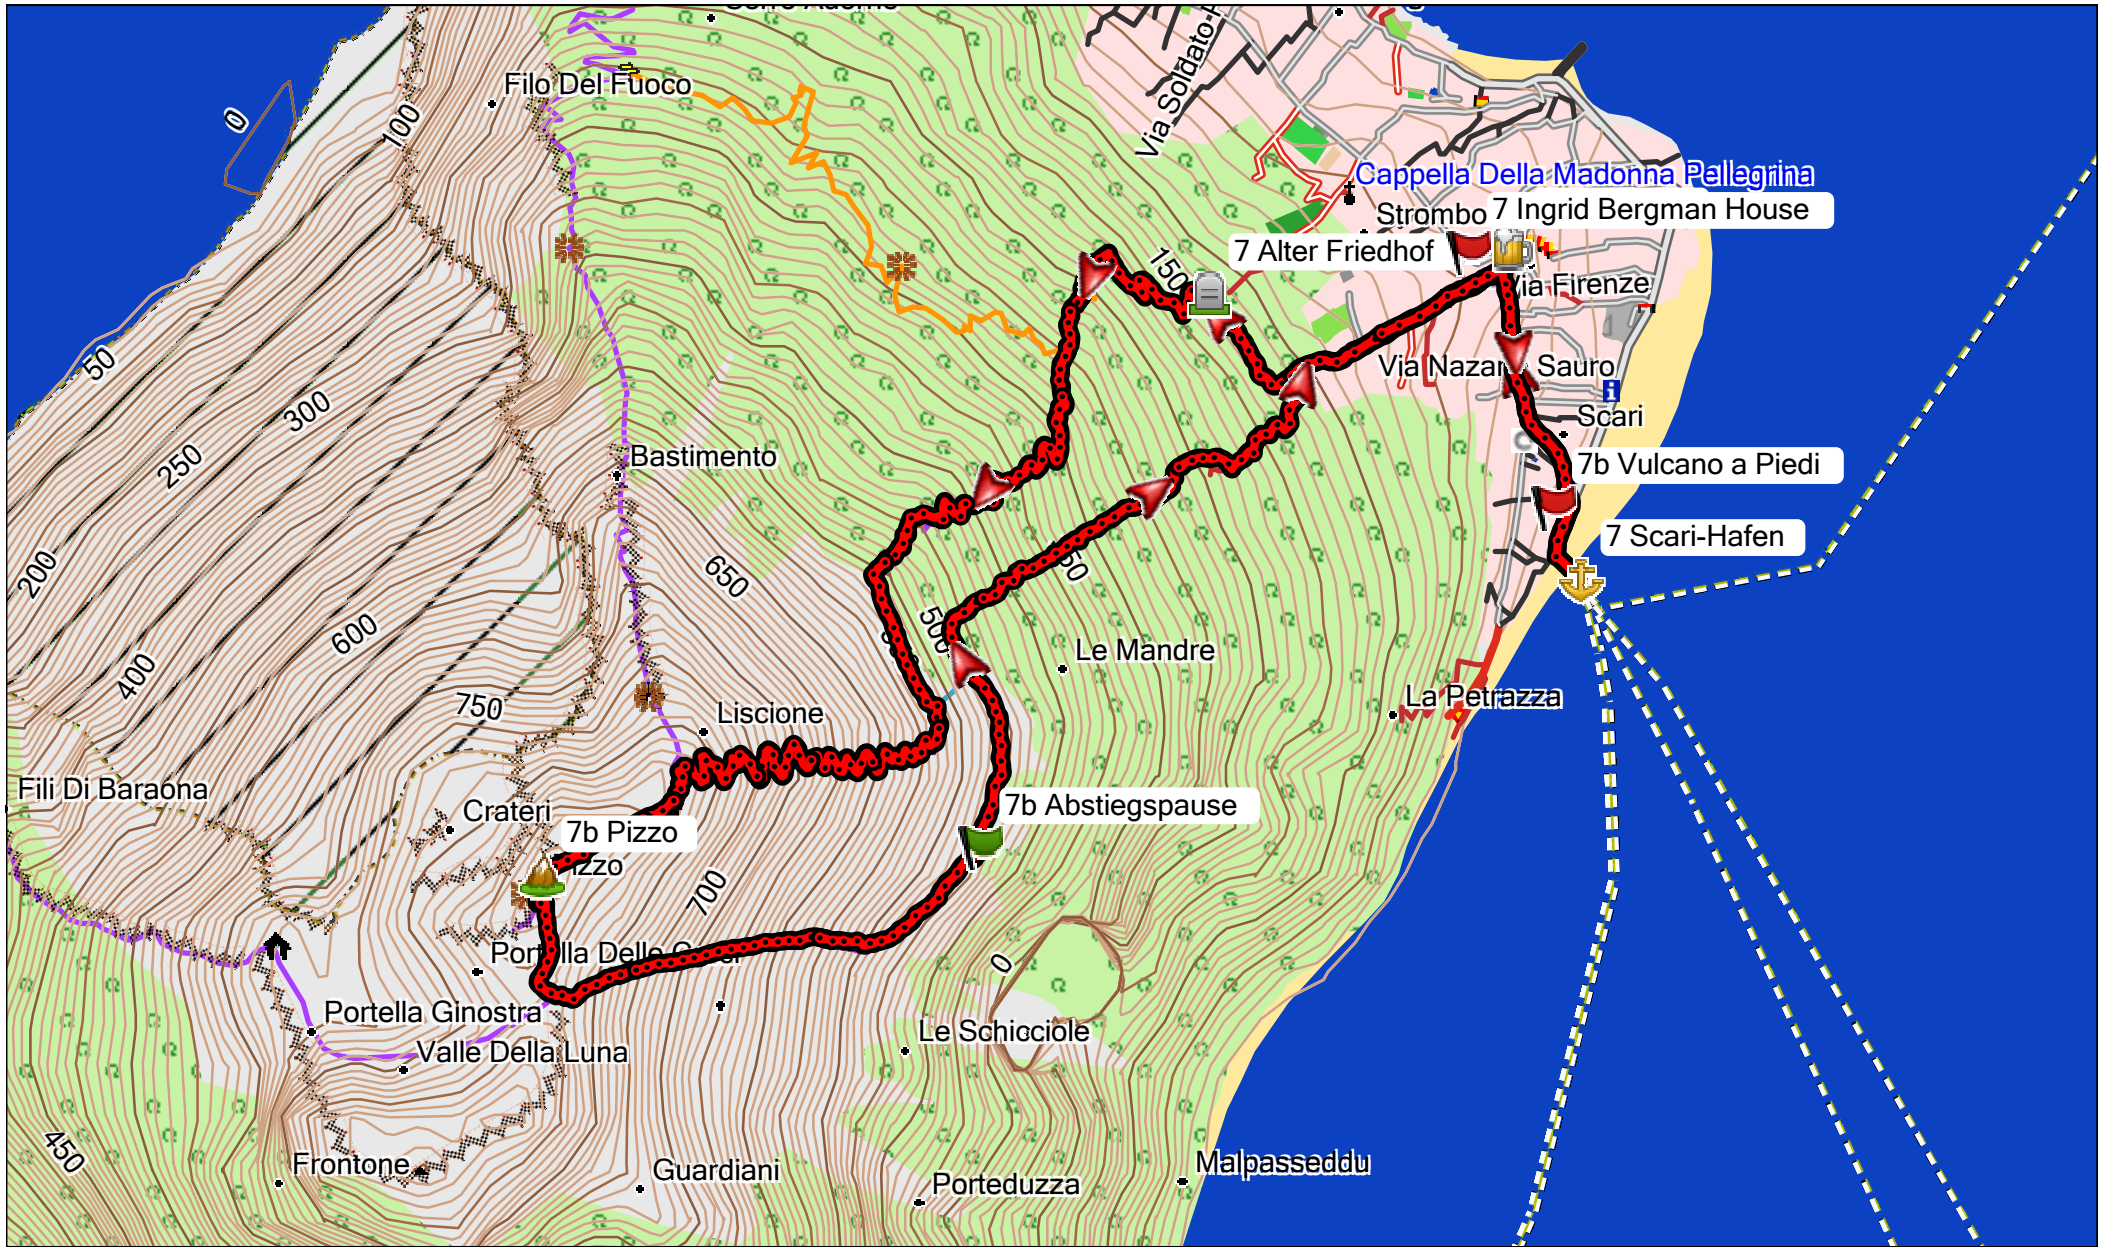 Filo Del Fuoco
0
100
Via Soldato
Cappella Della Madonna Pellegrina
Strombo
7 Ingrid Bergman House
7 Alter Friedhof
150
Via Firenze
50
300
Via Nazar
Sauro
Scari
250
Bastimento
7b Vulcano a Piedi
7 Scari-Hafen
200
650
600
500
Le Mandre
400
750
Liscione
La Petrazza
Fili Di Baraona
Crateri
7b Abstiegspause
7b Pizzo
izzo
700
0
Portella Ginostra
Le Schicciole
Valle Della Luna
450
Frontone
Guardiani
Porteduzza
Malpasseddu